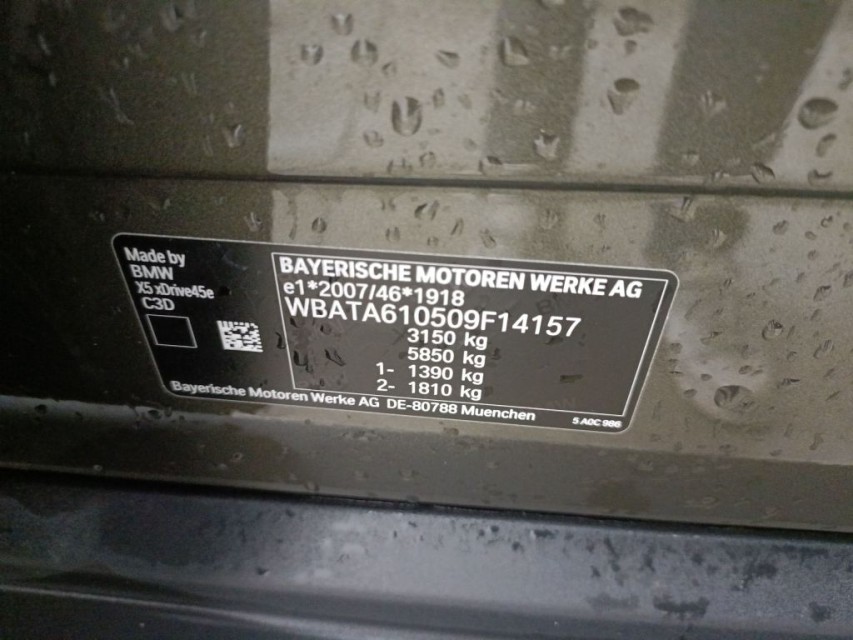 Made by
BMW
X5 xDrive45e
C3D
BAYERISCHE MOTOREN WERKE AG
e1*2007/46*1918
WBATA610509F14157
3150 kg
5850 kg
1- 1390 kg
2- 1810 kg
Bayerische Motoren Werke AG DE-80788 Muenchen
5 A0C 986